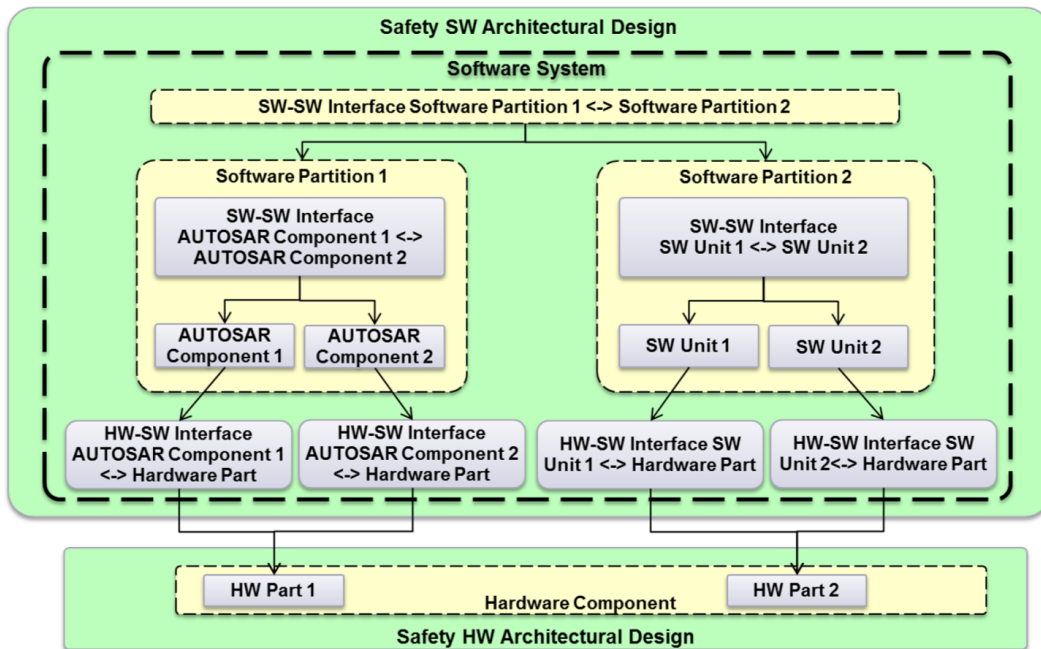 Safety SW Architectural Design
Software System
SW-SW Interface Software Partition 1 <-> Software Partition 2
Software Partition 1
SW-SW Interface
AUTOSAR Component 1 <->
AUTOSAR Component 2
AUTOSAR
Component 1
AUTOSAR
Component 2
Software Partition 2
SW-SW Interface
SW Unit 1 <-> SW Unit 2
SW Unit 1
SW Unit 2
HW-SW Interface
AUTOSAR Component 1
<-> Hardware Part
HW-SW Interface
AUTOSAR Component 2
<-> Hardware Part
HW-SW Interface SW
Unit 1 <-> Hardware Part
HW-SW Interface SW
Unit 2<-> Hardware Part
HW Part 1
HW Part 2
Hardware Component
Safety HW Architectural Design